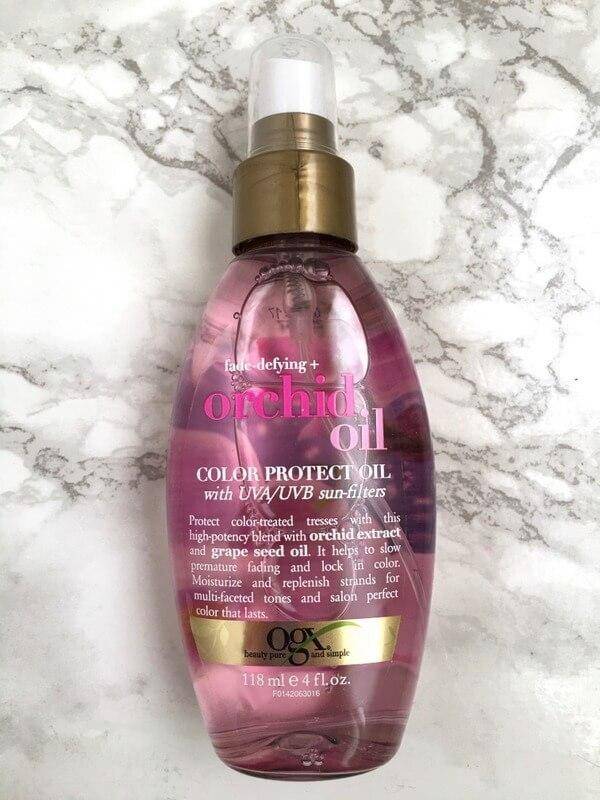 fade-defying +
orchid
oil
COLOR PROTECT OIL
with UVA/UVB sun-filters
Protect color-treated tresses with this
high-potency blend with orchid extract
and grape seed oil. It helps to slow
premature fading and lock in color.
Moisturize and replenish strands for
multi-faceted tones and salon perfect
color that lasts.
ogx
beauty pure and simple
118 ml e 4 fl.oz.
F0142063016